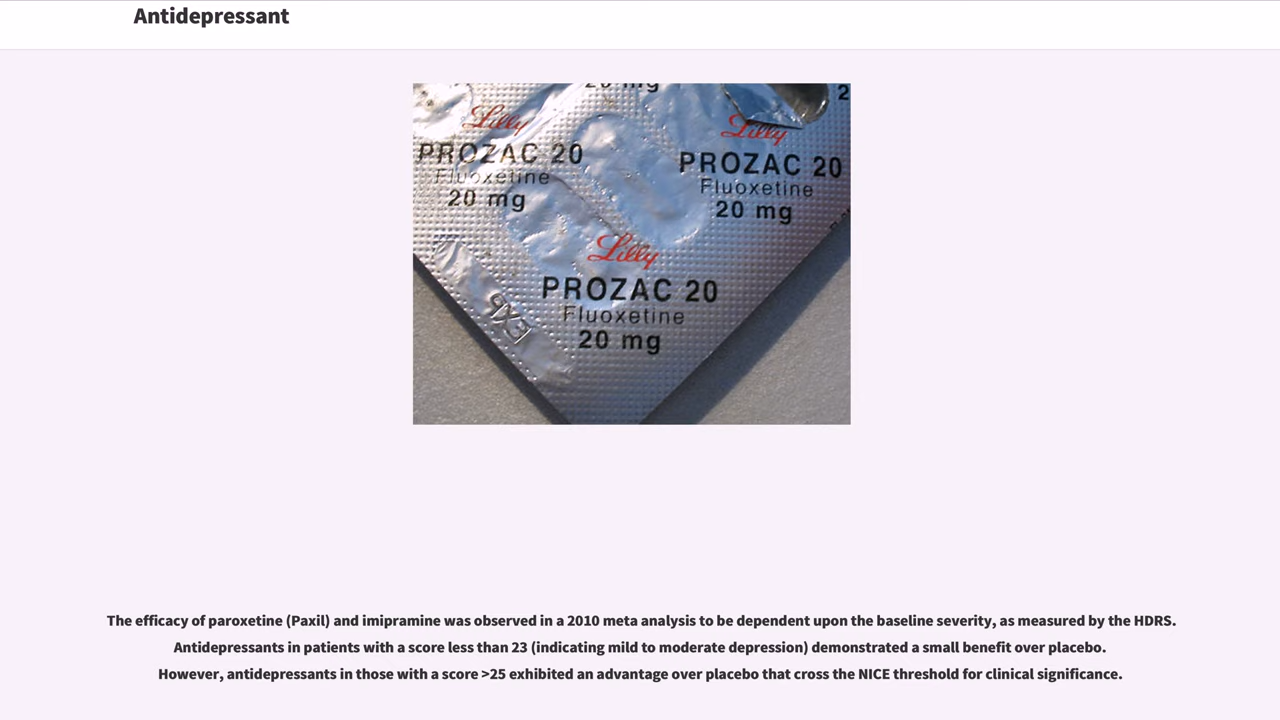 Antidepressant
20 mg
2
Lilly
PROZAC 20
Fluoxetine
20 mg
Lilly
PROZAC 20
Fluoxetine
20 mg
Lilly
PROZAC 20
Fluoxetine
20 mg
EXP
The efficacy of paroxetine (Paxil) and imipramine was observed in a 2010 meta analysis to be dependent upon the baseline severity, as measured by the HDRS.
Antidepressants in patients with a score less than 23 (indicating mild to moderate depression) demonstrated a small benefit over placebo.
However, antidepressants in those with a score >25 exhibited an advantage over placebo that cross the NICE threshold for clinical significance.